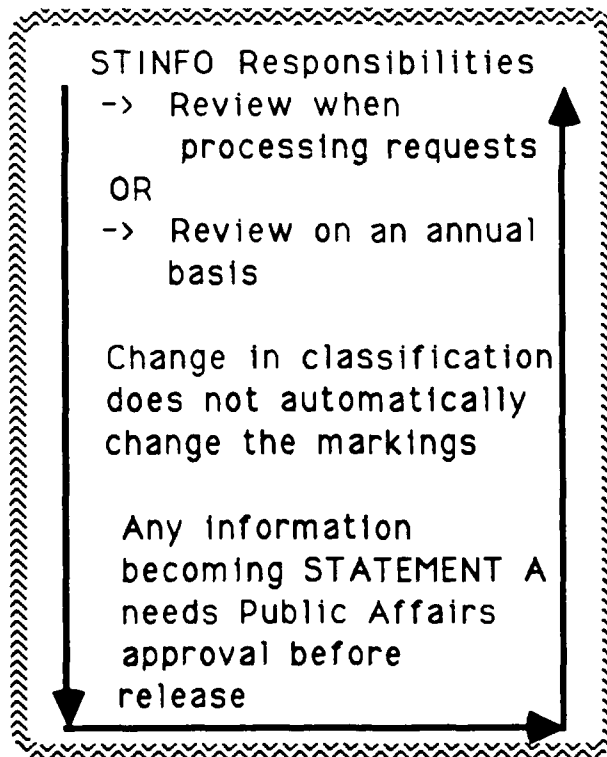 STINFO Responsibilities
-> Review when
processing requests
OR
-> Review on an annual
basis
Change in classification
does not automatically
change the markings
Any information
becoming STATEMENT A
needs Public Affairs
approval before
release